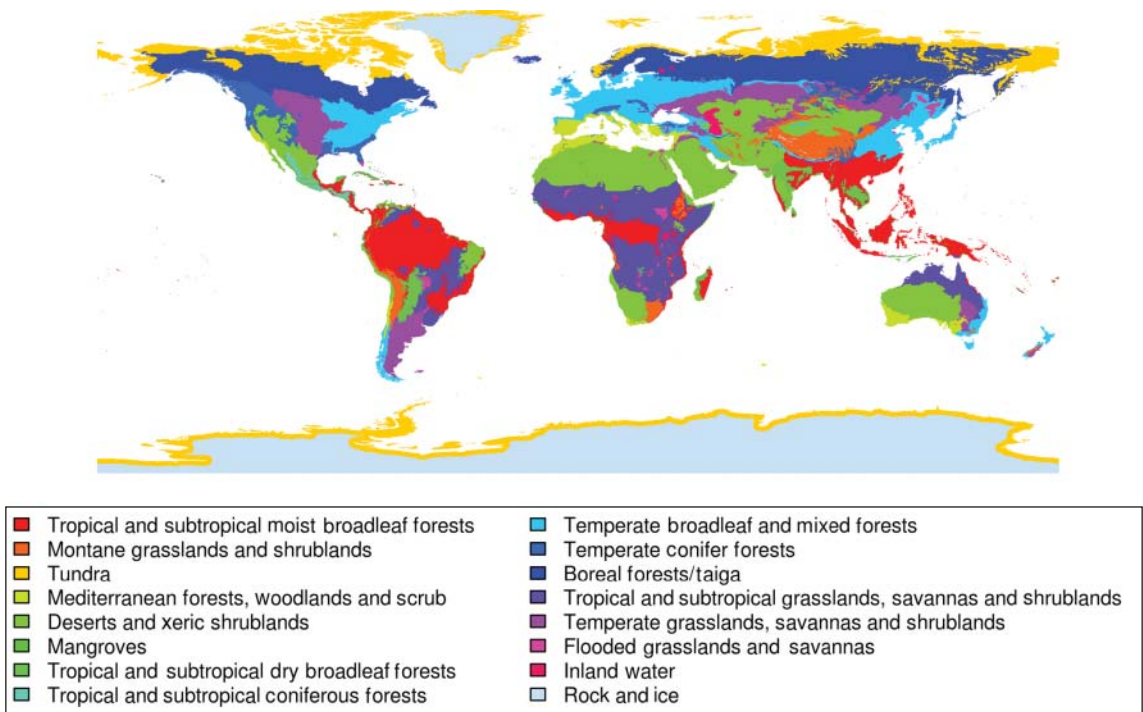 Tropical and subtropical moist broadleaf forests
Montane grasslands and shrublands
Tundra
Mediterranean forests, woodlands and scrub
Deserts and xeric shrublands
Mangroves
Tropical and subtropical dry broadleaf forests
Tropical and subtropical coniferous forests
Temperate broadleaf and mixed forests
Temperate conifer forests
Boreal forests/taiga
Tropical and subtropical grasslands, savannas and shrublands
Temperate grasslands, savannas and shrublands
Flooded grasslands and savannas
Inland water
Rock and ice